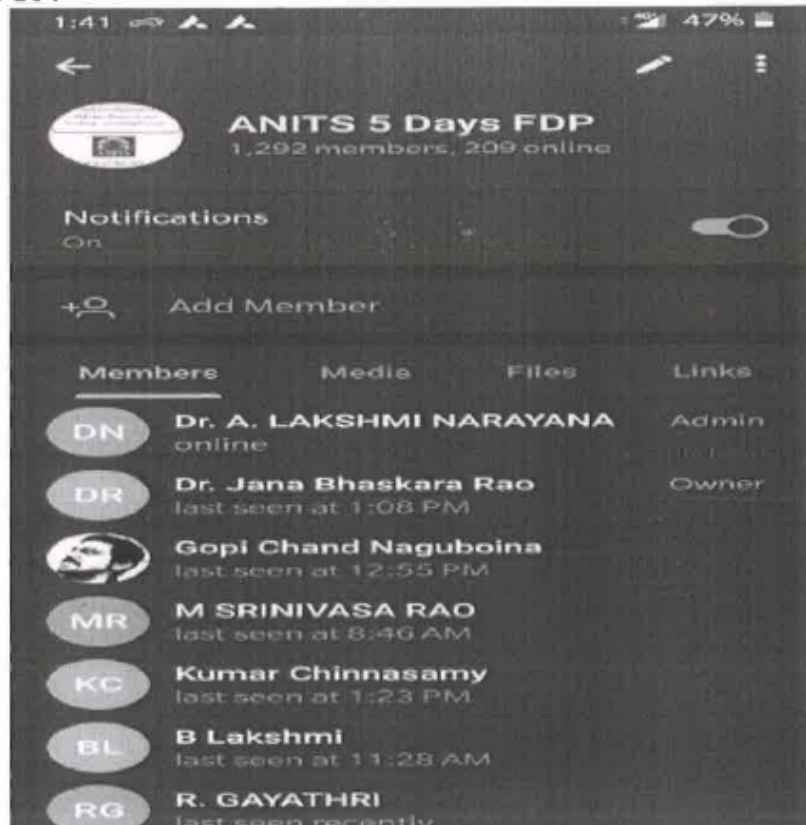 1:41 47%
ANITS 5 Days FDP
1,292 members, 209 online
Notifications
On
Add Member
Members Media Files Links
DN Dr. A. LAKSHMI NARAYANA Admin
online
DR Dr. Jana Bhaskara Rao Owner
last seen at 1:08 PM
Gopi Chand Naguboina
last seen at 12:55 PM
MR M SRINIVASA RAO
last seen at 8:46 AM
KC Kumar Chinnasamy
last seen at 1:23 PM
BL B Lakshmi
last seen at 11:28 AM
RG R. GAYATHRI
last seen recently